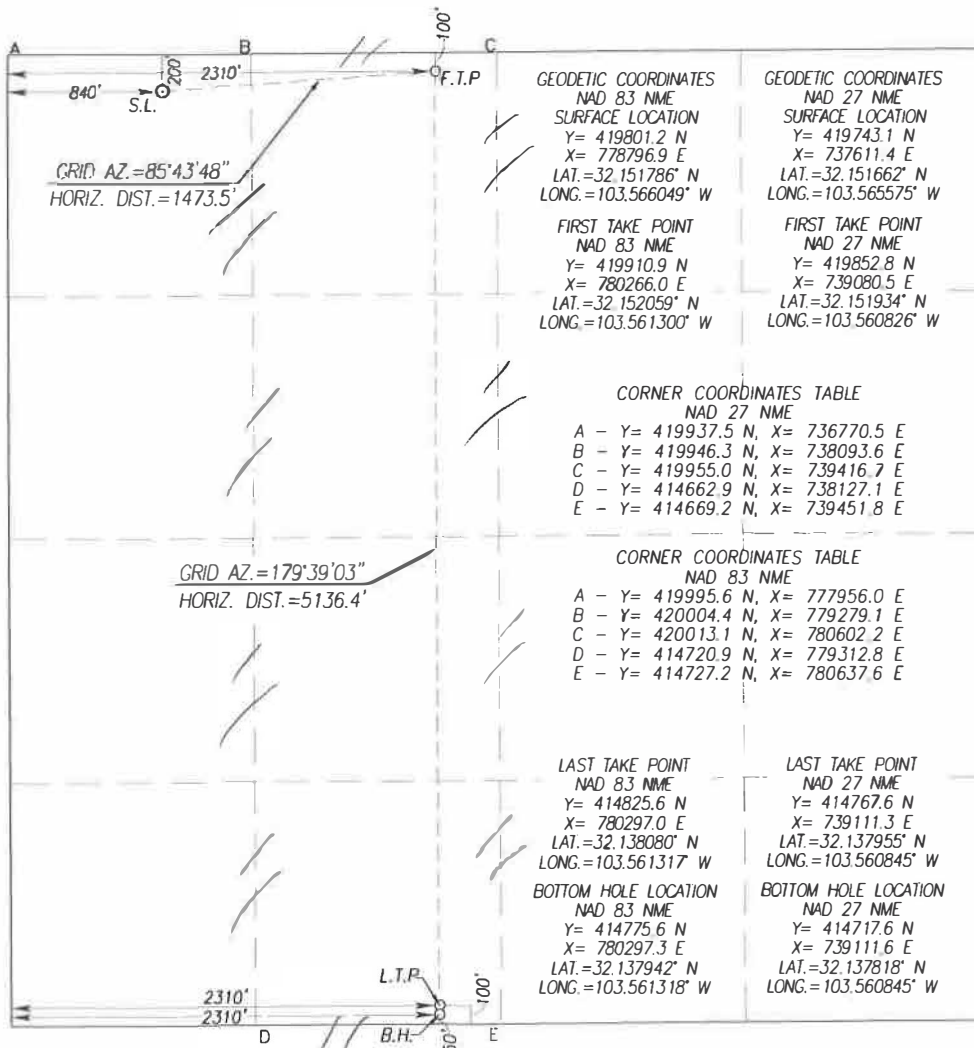 A
B
C
100'
2310'
200'
840'
S.L.
F.T.P
GRID AZ.=85°43'48"
HORIZ. DIST.=1473.5'
GEODETIC COORDINATES
NAD 83 NME
SURFACE LOCATION
Y= 419801.2 N
X= 778796.9 E
LAT.=32.151786° N
LONG.=103.566049° W
FIRST TAKE POINT
NAD 83 NME
Y= 419910.9 N
X= 780266.0 E
LAT.=32.152059° N
LONG.=103.561300° W
GEODETIC COORDINATES
NAD 27 NME
SURFACE LOCATION
Y= 419743.1 N
X= 737611.4 E
LAT.=32.151662° N
LONG.=103.565575° W
FIRST TAKE POINT
NAD 27 NME
Y= 419852.8 N
X= 739080.5 E
LAT.=32.151934° N
LONG.=103.560826° W
CORNER COORDINATES TABLE
NAD 27 NME
A - Y= 419937.5 N, X= 736770.5 E
B - Y= 419946.3 N, X= 738093.6 E
C - Y= 419955.0 N, X= 739416.7 E
D - Y= 414662.9 N, X= 738127.1 E
E - Y= 414669.2 N, X= 739451.8 E
GRID AZ.=179°39'03"
HORIZ. DIST.=5136.4'
CORNER COORDINATES TABLE
NAD 83 NME
A - Y= 419995.6 N, X= 777956.0 E
B - Y= 420004.4 N, X= 779279.1 E
C - Y= 420013.1 N, X= 780602.2 E
D - Y= 414720.9 N, X= 779312.8 E
E - Y= 414727.2 N, X= 780637.6 E
LAST TAKE POINT
NAD 83 NME
Y= 414825.6 N
X= 780297.0 E
LAT.=32.138080° N
LONG.=103.561317° W
BOTTOM HOLE LOCATION
NAD 83 NME
Y= 414775.6 N
X= 780297.3 E
LAT.=32.137942° N
LONG.=103.561318° W
LAST TAKE POINT
NAD 27 NME
Y= 414767.6 N
X= 739111.3 E
LAT.=32.137955° N
LONG.=103.560845° W
BOTTOM HOLE LOCATION
NAD 27 NME
Y= 414717.6 N
X= 739111.6 E
LAT.=32.137818° N
LONG.=103.560845° W
L.T.P.
2310'
2310'
100'
B.H.
D
E